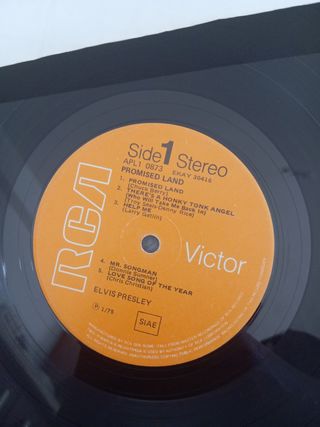 Side 1 Stereo
APL1 0873 EKAY 30416
PROMISED LAND
1. PROMISED LAND
(Chuck Berry)
2. THERE'S A HONKY TONK ANGEL
(Who Will Take Me Back In)
(Troy Seals-Denny Rice)
3. HELP ME
(Larry Gatlin)
RCA
Victor
4. MR. SONGMAN
(Donnie Sumner)
5. LOVE SONG OF THE YEAR
(Chris Christian)
ELVIS PRESLEY
℗ 1/75
SIAE